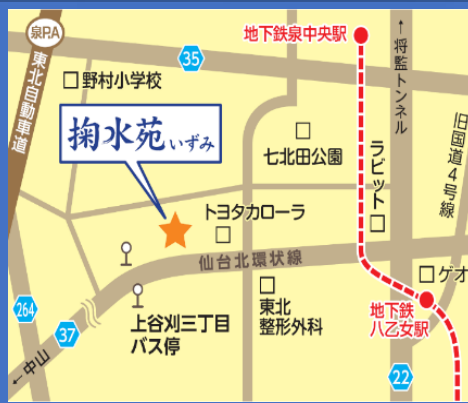 泉PA
東北自動車道
35
野村小学校
地下鉄泉中央駅
←将監トンネル
旧国道4号線
掬水苑いずみ
七北田公園
ラビット
トヨタカローラ
仙台北環状線
ゲオ
264
37
上谷刈三丁目
バス停
東北
整形外科
地下鉄
八乙女駅
←中山
22